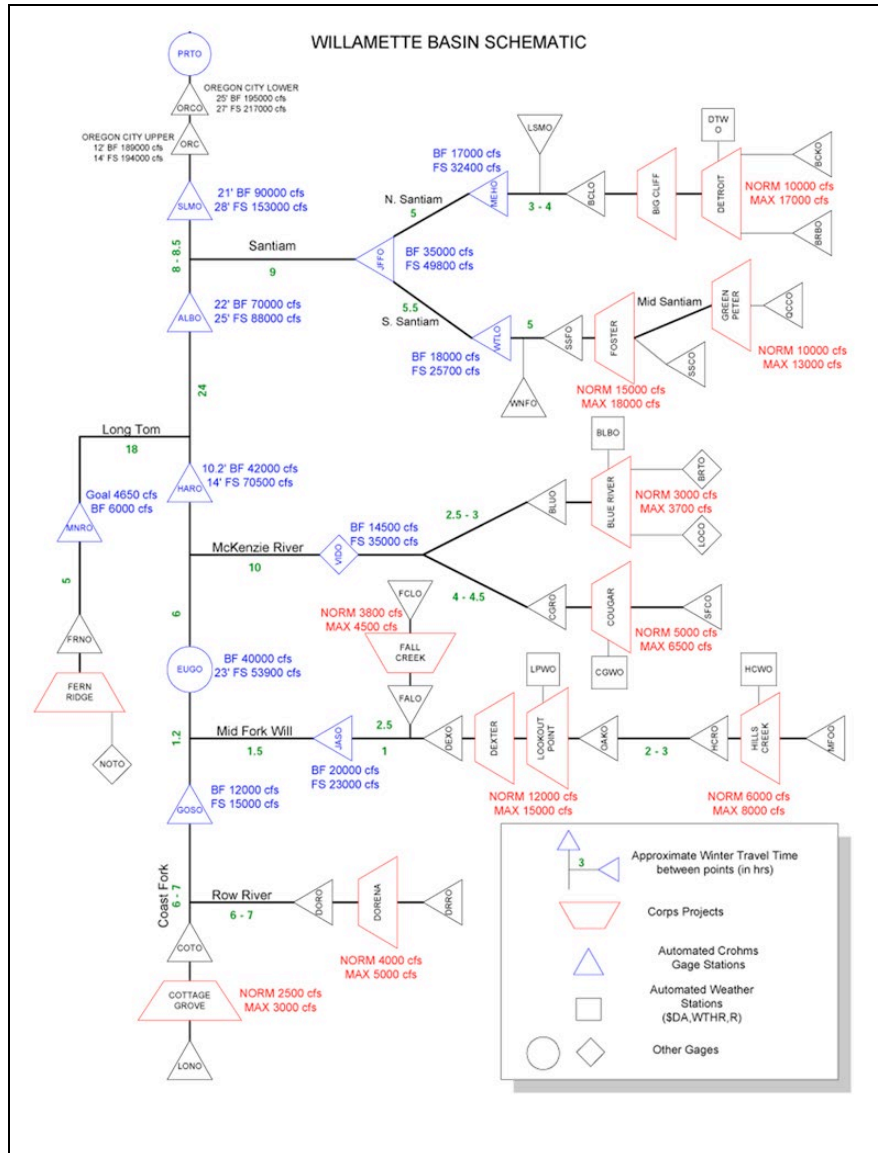 WILLAMETTE BASIN SCHEMATIC
PRTO
OREGON CITY LOWER
25' BF 195000 cfs
27' FS 217000 cfs
ORCO
OREGON CITY UPPER
12' BF 189000 cfs
14' FS 194000 cfs
ORC
21' BF 90000 cfs
28' FS 153000 cfs
SLMO
8 - 8.5
Santiam
9
JFFO
BF 35000 cfs
FS 49800 cfs
N. Santiam
5
BF 17000 cfs
FS 32400 cfs
MEHO
LSMO
3 - 4
BCLO
BIG CLIFF
DTW
O
DETROIT
BCKO
BRBO
NORM 10000 cfs
MAX 17000 cfs
5.5
S. Santiam
WTLO
BF 18000 cfs
FS 25700 cfs
5
WNFO
SSFO
FOSTER
NORM 15000 cfs
MAX 18000 cfs
Mid Santiam
SSCO
GREEN
PETER
QCCO
NORM 10000 cfs
MAX 13000 cfs
22' BF 70000 cfs
25' FS 88000 cfs
ALBO
24
Long Tom
18
Goal 4650 cfs
BF 6000 cfs
MNRO
5
FRNO
FERN
RIDGE
NOTO
10.2' BF 42000 cfs
14' FS 70500 cfs
HARO
McKenzie River
10
BF 14500 cfs
FS 35000 cfs
VIDO
2.5 - 3
BLUO
BLBO
BLUE RIVER
BRTO
LOCO
NORM 3000 cfs
MAX 3700 cfs
4 - 4.5
CGRO
COUGAR
CGWO
SFCO
NORM 5000 cfs
MAX 6500 cfs
6
EUGO
BF 40000 cfs
23' FS 53900 cfs
NORM 3800 cfs
MAX 4500 cfs
FCLO
FALL
CREEK
FALO
1.2
Mid Fork Will
1.5
JASO
BF 20000 cfs
FS 23000 cfs
2.5
1
DEXO
DEXTER
LPWO
LOOKOUT
POINT
NORM 12000 cfs
MAX 15000 cfs
OAKO
2 - 3
HCRO
HCWO
HILLS
CREEK
MFOO
NORM 6000 cfs
MAX 8000 cfs
BF 12000 cfs
FS 15000 cfs
GOSO
Coast Fork
6 - 7
Row River
6 - 7
DORO
DORENA
DRRO
NORM 4000 cfs
MAX 5000 cfs
COTO
COTTAGE
GROVE
NORM 2500 cfs
MAX 3000 cfs
LONO
3
Approximate Winter Travel Time
between points (in hrs)
Corps Projects
Automated Crohms
Gage Stations
Automated Weather
Stations
($DA,WTHR,R)
Other Gages